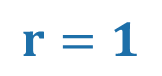 r = 1